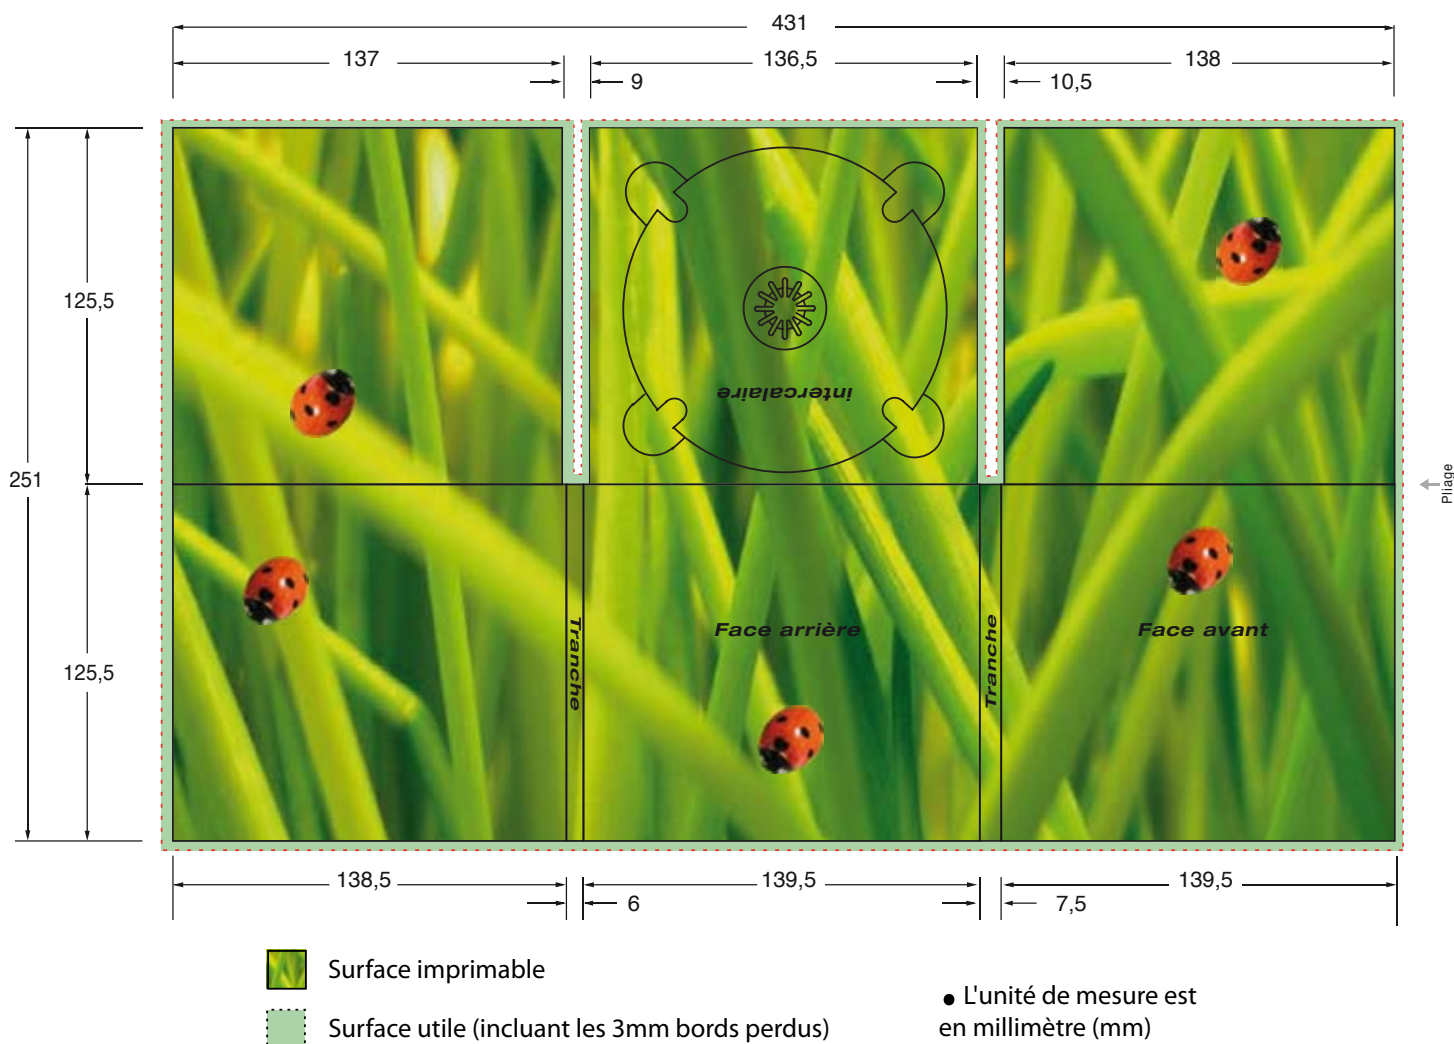 431
137
136,5
138
9
10,5
125,5
intercalaire
251
Pliage
125,5
Tranche
Face arrière
Tranche
Face avant
138,5
139,5
139,5
6
7,5
Surface imprimable
Surface utile (incluant les 3mm bords perdus)
• L'unité de mesure est
en millimètre (mm)